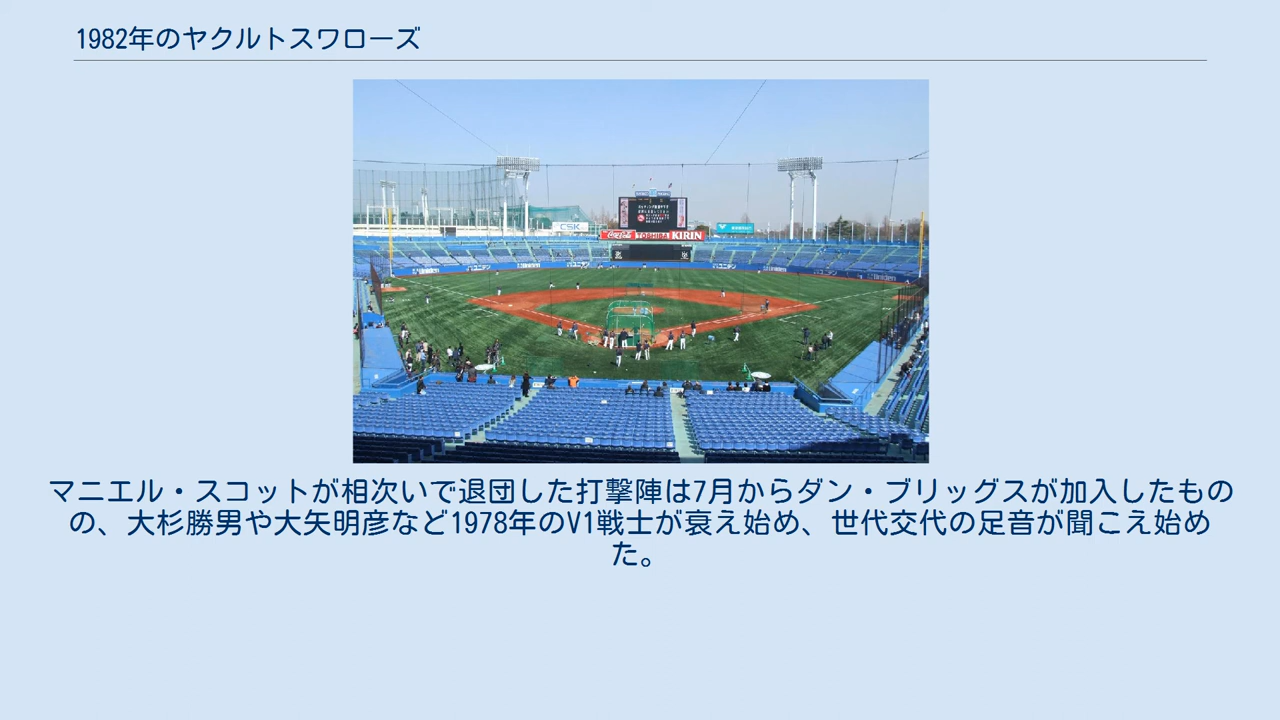 1982年のヤクルトスワローズ
CSK
Coca-Cola TOSHIBA KIRIN
マニエル・スコットが相次いで退団した打撃陣は7月からダン・ブリッグスが加入したもの
の、大杉勝男や大矢明彦など1978年のV1戦士が衰え始め、世代交代の足音が聞こえ始め
た。